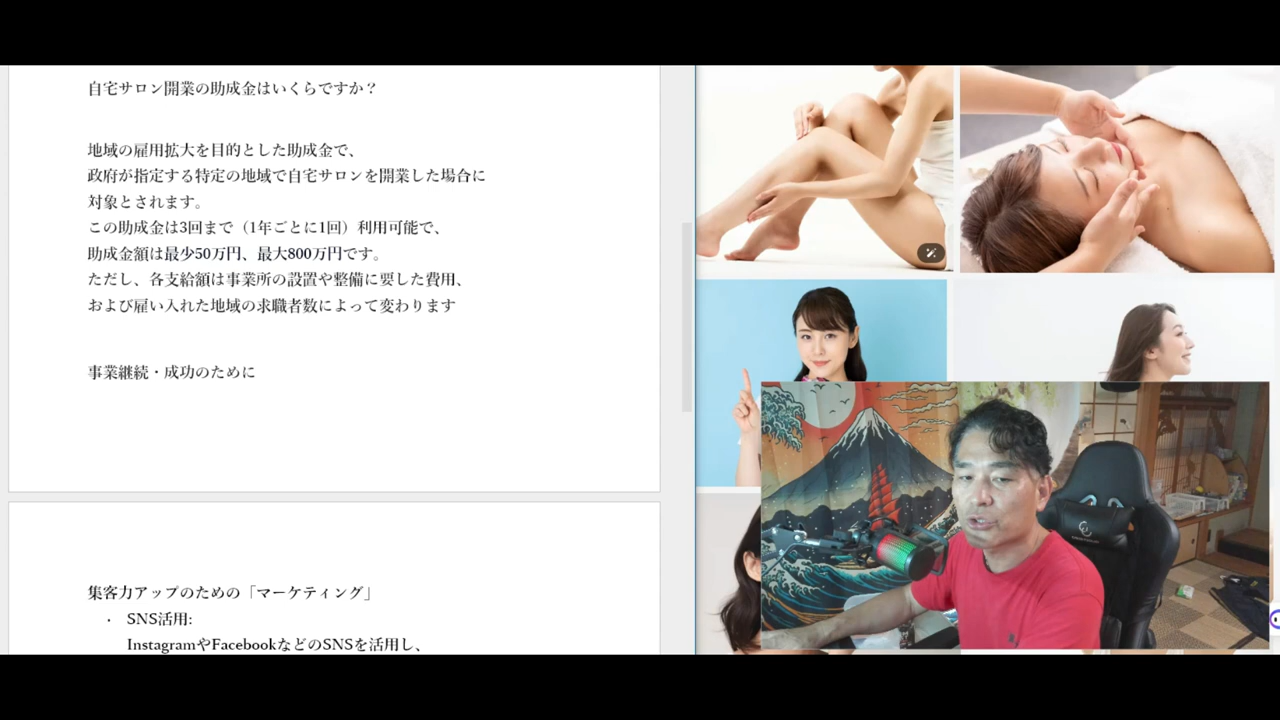 自宅サロン開業の助成金はいくらですか？
地域の雇用拡大を目的とした助成金で、
政府が指定する特定の地域で自宅サロンを開業した場合に
対象とされます。
この助成金は3回まで（1年ごとに1回）利用可能で、
助成金額は最少50万円、最大800万円です。
ただし、各支給額は事業所の設置や整備に要した費用、
および雇い入れた地域の求職者数によって変わります
事業継続・成功のために
集客力アップのための「マーケティング」
・ SNS活用:
InstagramやFacebookなどのSNSを活用し、